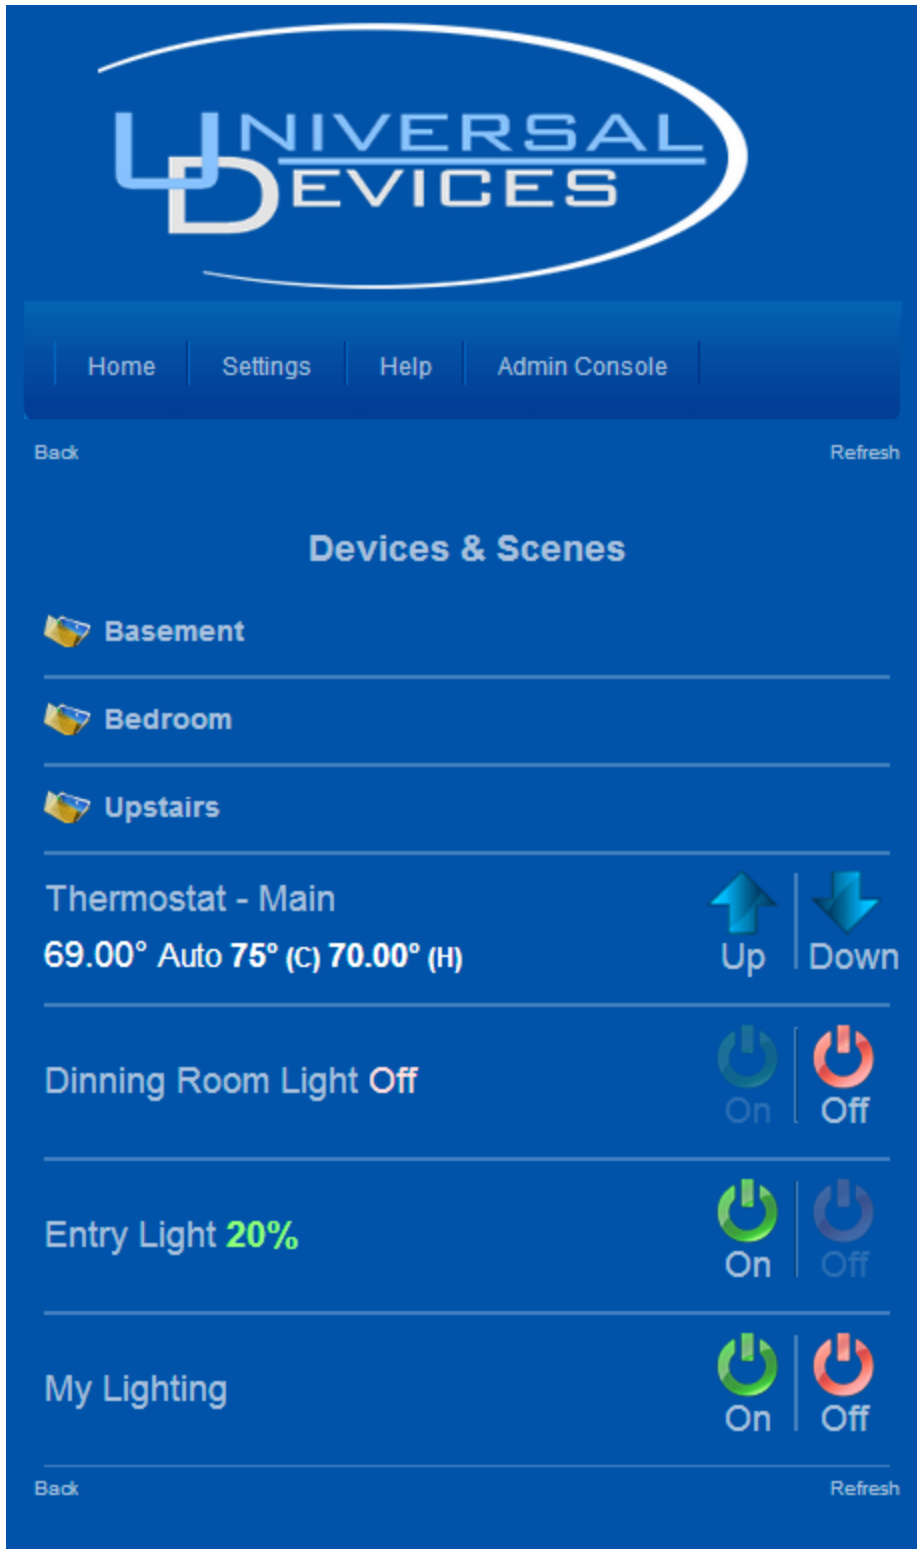 UNIVERSAL
DEVICES
Home Settings Help Admin Console
Back Refresh
Devices & Scenes
Basement
Bedroom
Upstairs
Thermostat - Main
69.00° Auto 75° (C) 70.00° (H)
Up Down
Dinning Room Light Off
On Off
Entry Light 20%
On Off
My Lighting
On Off
Back Refresh